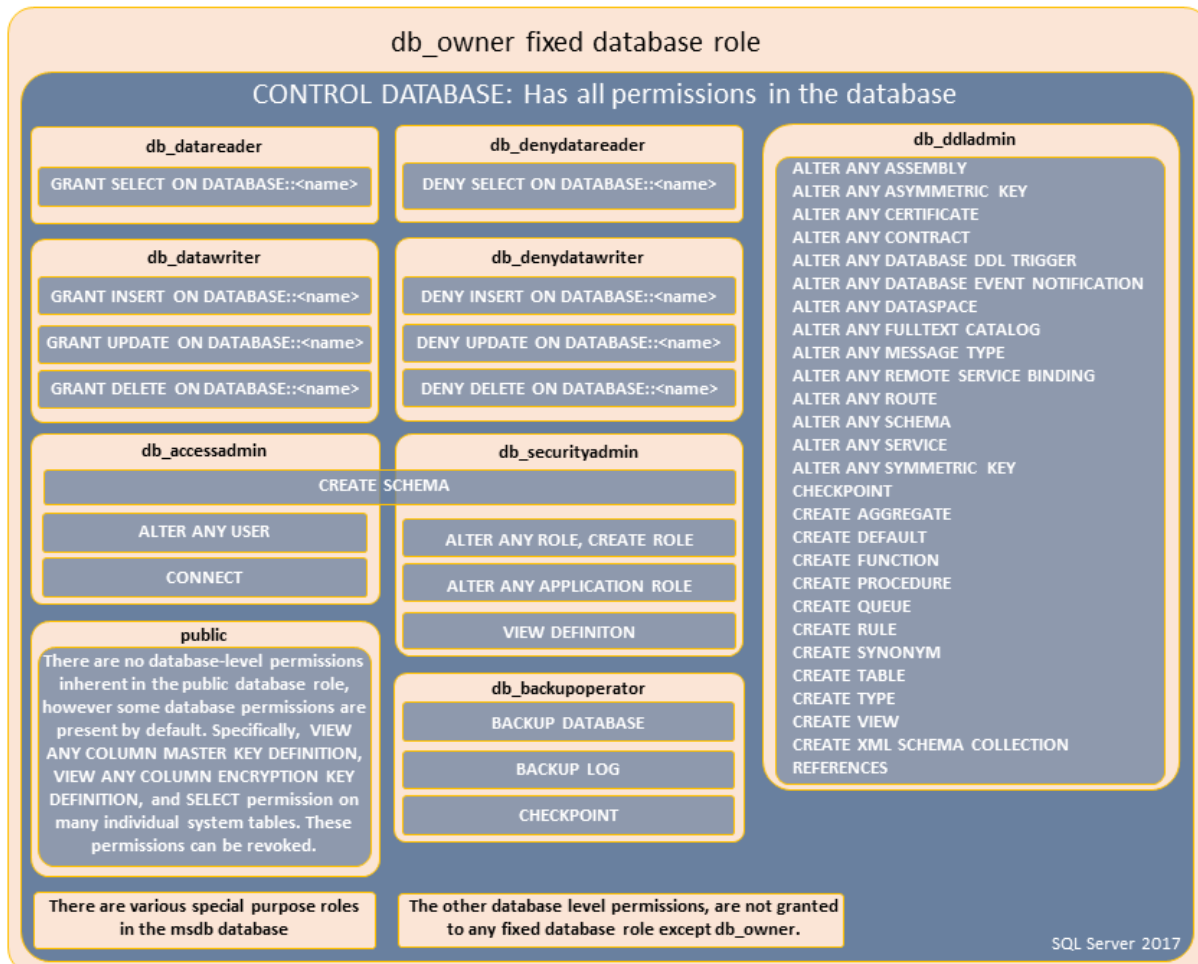 db_owner fixed database role
CONTROL DATABASE: Has all permissions in the database
db_datareader
GRANT SELECT ON DATABASE::<name>
db_denydatareader
DENY SELECT ON DATABASE::<name>
db_datawriter
GRANT INSERT ON DATABASE::<name>
GRANT UPDATE ON DATABASE::<name>
GRANT DELETE ON DATABASE::<name>
db_denydatawriter
DENY INSERT ON DATABASE::<name>
DENY UPDATE ON DATABASE::<name>
DENY DELETE ON DATABASE::<name>
db_accessadmin
db_securityadmin
CREATE SCHEMA
ALTER ANY USER
CONNECT
ALTER ANY ROLE, CREATE ROLE
ALTER ANY APPLICATION ROLE
VIEW DEFINITON
public
There are no database-level permissions
inherent in the public database role,
however some database permissions are
present by default. Specifically, VIEW
ANY COLUMN MASTER KEY DEFINITION,
VIEW ANY COLUMN ENCRYPTION KEY
DEFINITION, and SELECT permission on
many individual system tables. These
permissions can be revoked.
db_backupoperator
BACKUP DATABASE
BACKUP LOG
CHECKPOINT
db_ddladmin
ALTER ANY ASSEMBLY
ALTER ANY ASYMMETRIC KEY
ALTER ANY CERTIFICATE
ALTER ANY CONTRACT
ALTER ANY DATABASE DDL TRIGGER
ALTER ANY DATABASE EVENT NOTIFICATION
ALTER ANY DATASPACE
ALTER ANY FULLTEXT CATALOG
ALTER ANY MESSAGE TYPE
ALTER ANY REMOTE SERVICE BINDING
ALTER ANY ROUTE
ALTER ANY SCHEMA
ALTER ANY SERVICE
ALTER ANY SYMMETRIC KEY
CHECKPOINT
CREATE AGGREGATE
CREATE DEFAULT
CREATE FUNCTION
CREATE PROCEDURE
CREATE QUEUE
CREATE RULE
CREATE SYNONYM
CREATE TABLE
CREATE TYPE
CREATE VIEW
CREATE XML SCHEMA COLLECTION
REFERENCES
There are various special purpose roles
in the msdb database
The other database level permissions, are not granted
to any fixed database role except db_owner.
SQL Server 2017